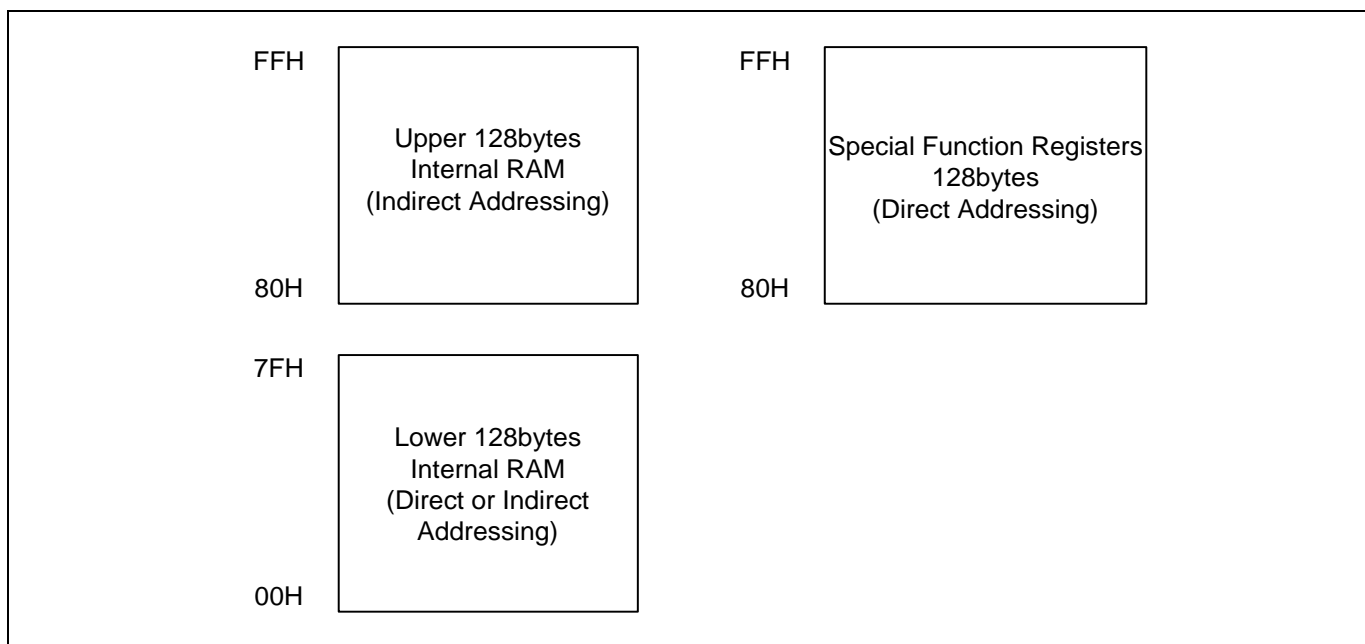 FFH
Upper 128bytes
Internal RAM
(Indirect Addressing)
80H
FFH
Special Function Registers
128bytes
(Direct Addressing)
80H
7FH
Lower 128bytes
Internal RAM
(Direct or Indirect
Addressing)
00H